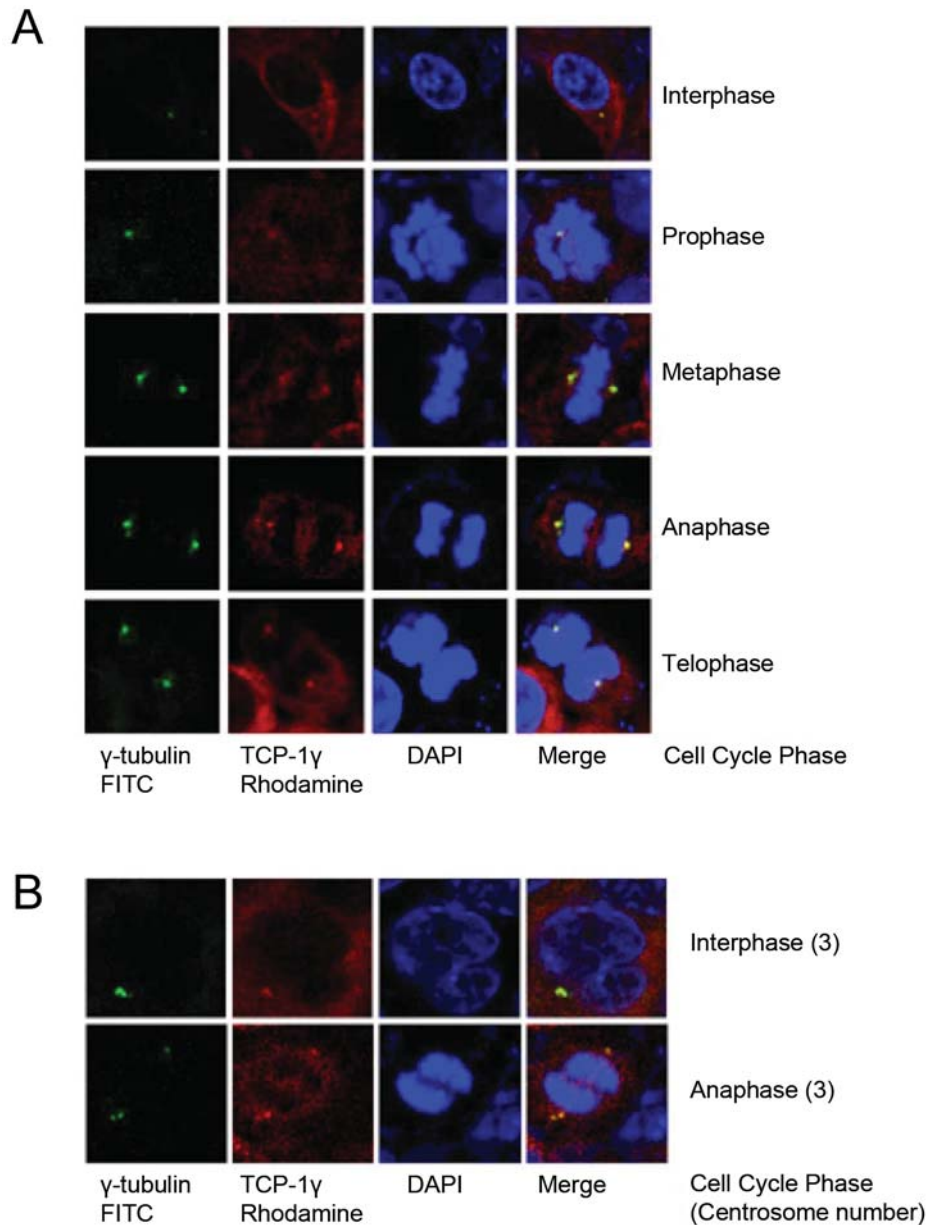 A
Interphase
Prophase
Metaphase
Anaphase
Telophase
γ-tubulin FITC
TCP-1γ Rhodamine
DAPI
Merge
Cell Cycle Phase
B
Interphase (3)
Anaphase (3)
γ-tubulin FITC
TCP-1γ Rhodamine
DAPI
Merge
Cell Cycle Phase (Centrosome number)